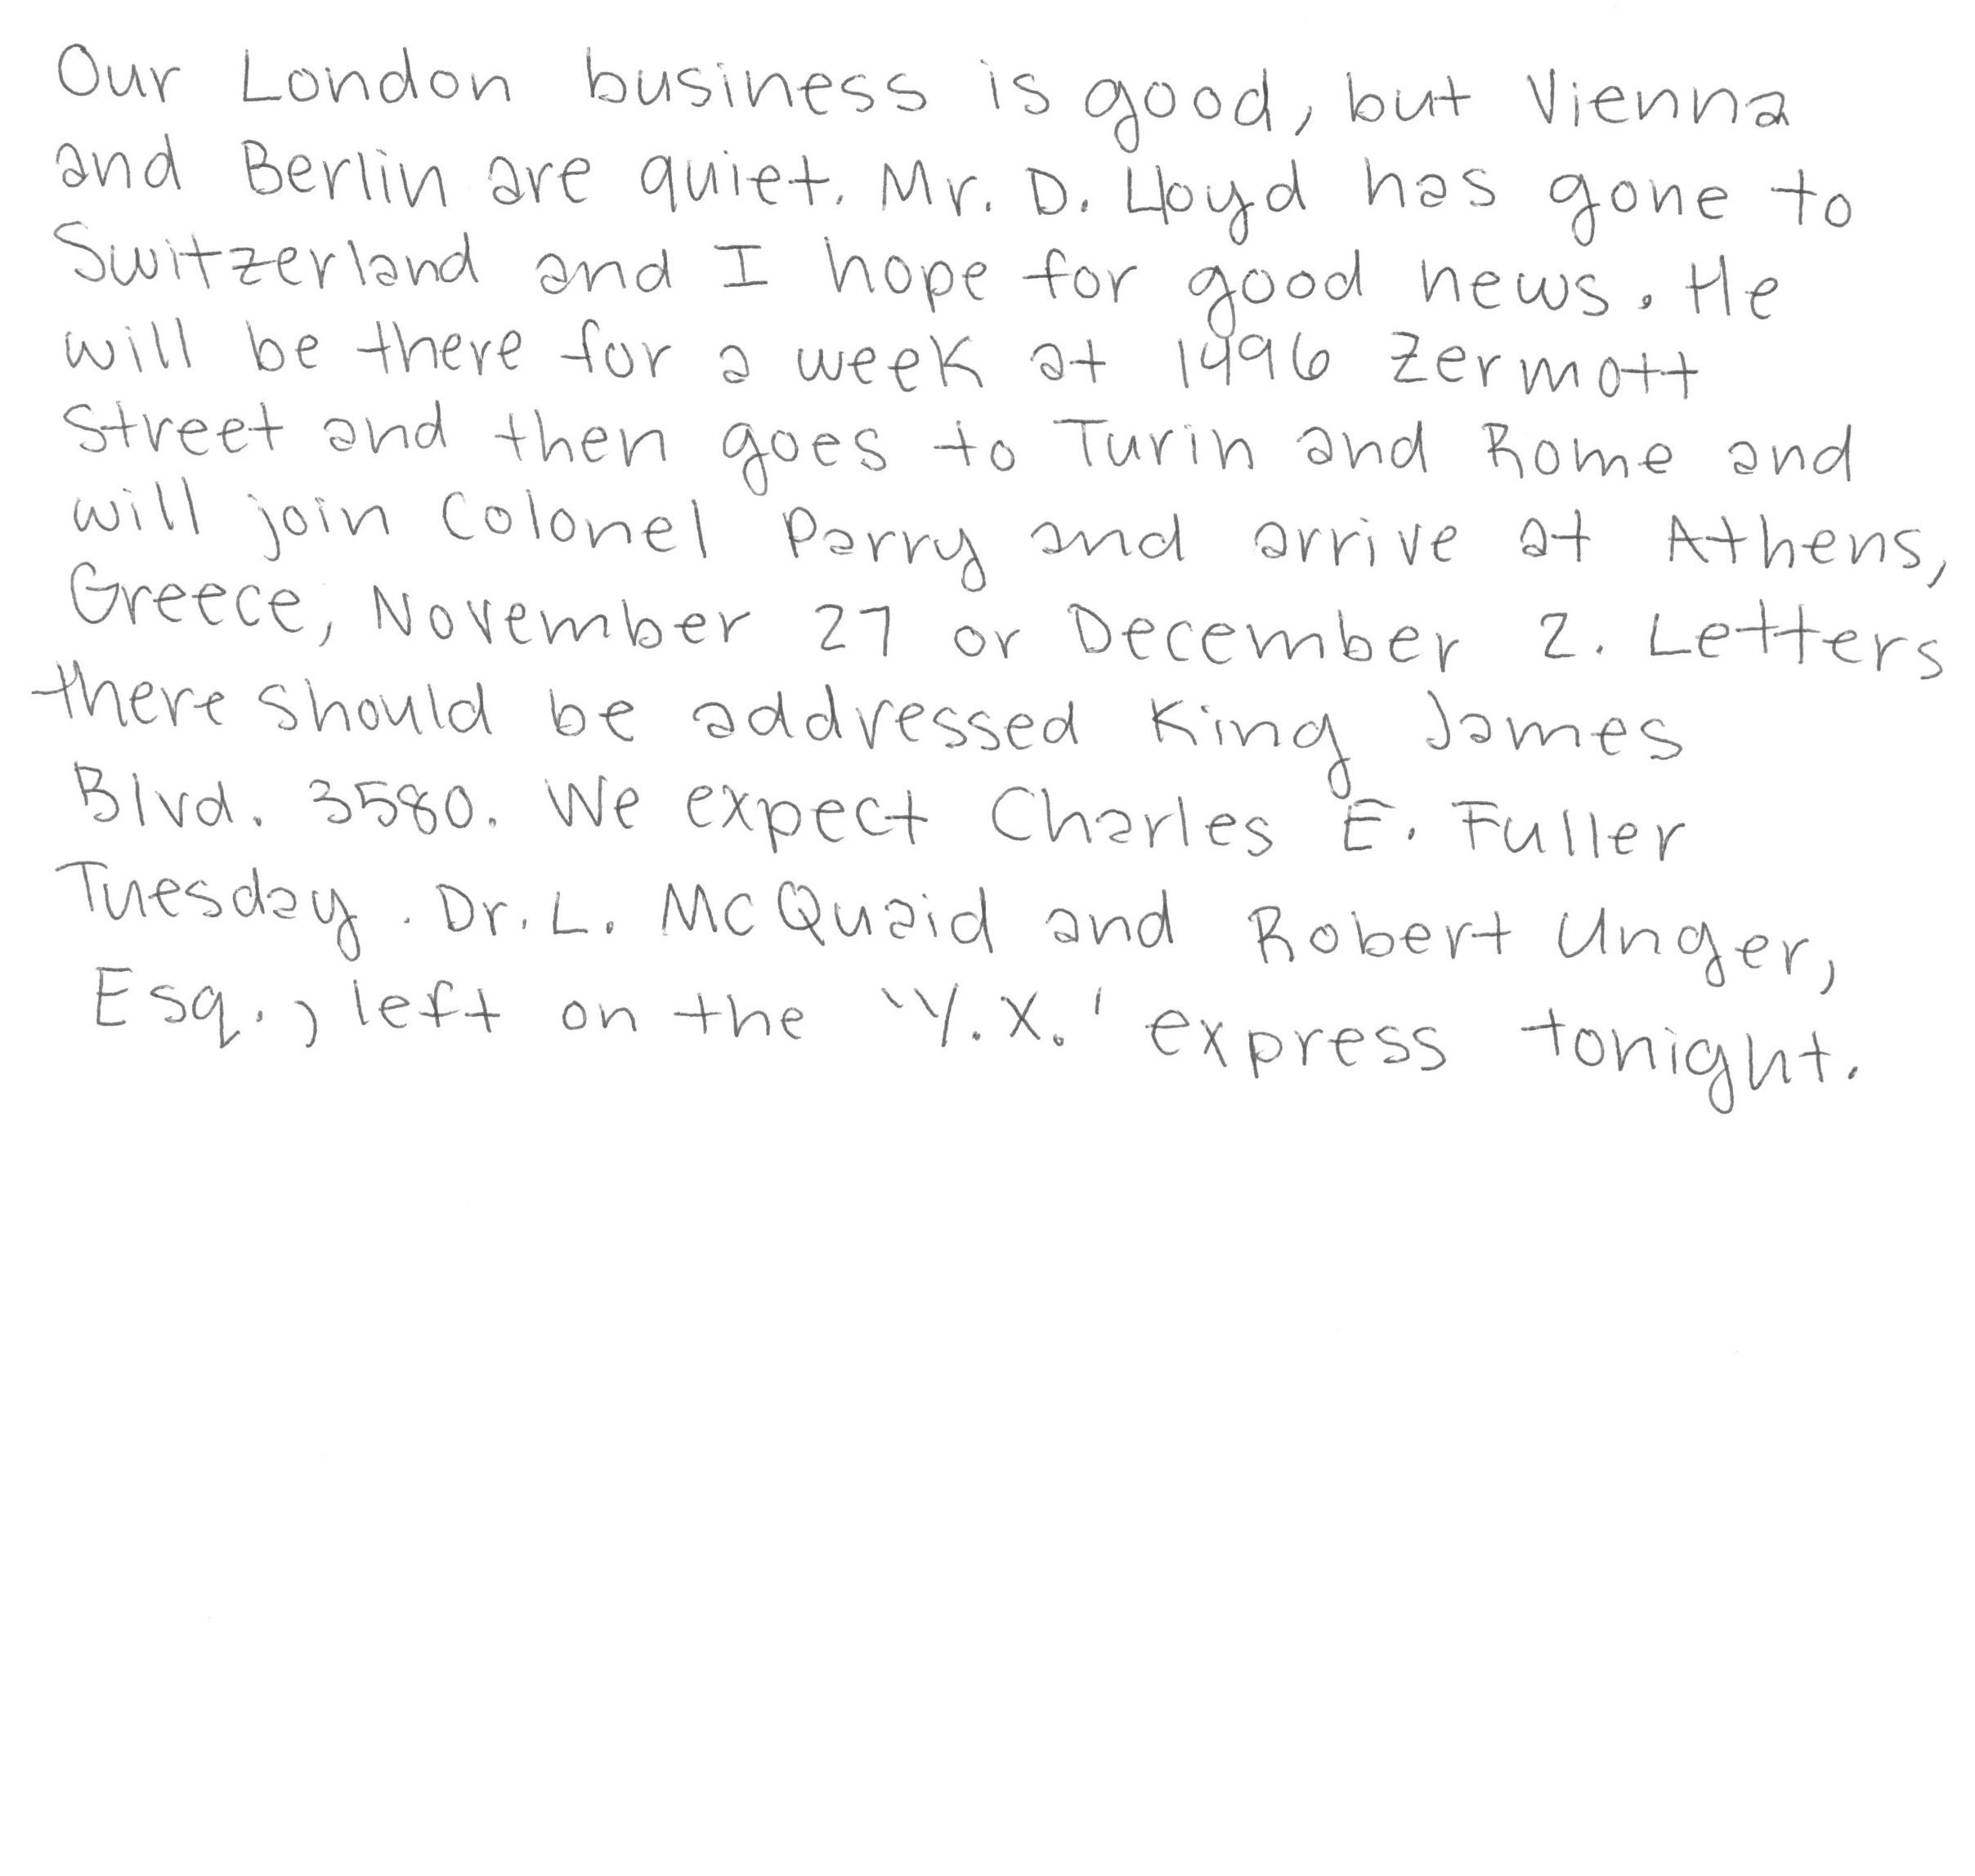 Our London business is good, but Vienna
and Berlin are quiet. Mr. D. Lloyd has gone to
Switzerland and I hope for good news. He
will be there for a week at 1496 Zermott
Street and then goes to Turin and Rome and
will join Colonel Parry and arrive at Athens,
Greece, November 27 or December 2. Letters
there should be addressed King James
Blvd. 3580. We expect Charles E. Fuller
Tuesday. Dr. L. McQuaid and Robert Unger,
Esq., left on the 'Y.X.' express tonight.